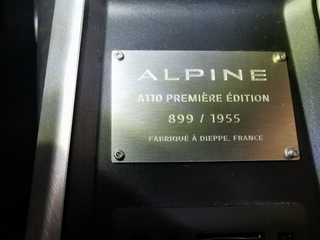 ALPINE
A110 PREMIÈRE ÉDITION
899 / 1955
FABRIQUÉ À DIEPPE, FRANCE